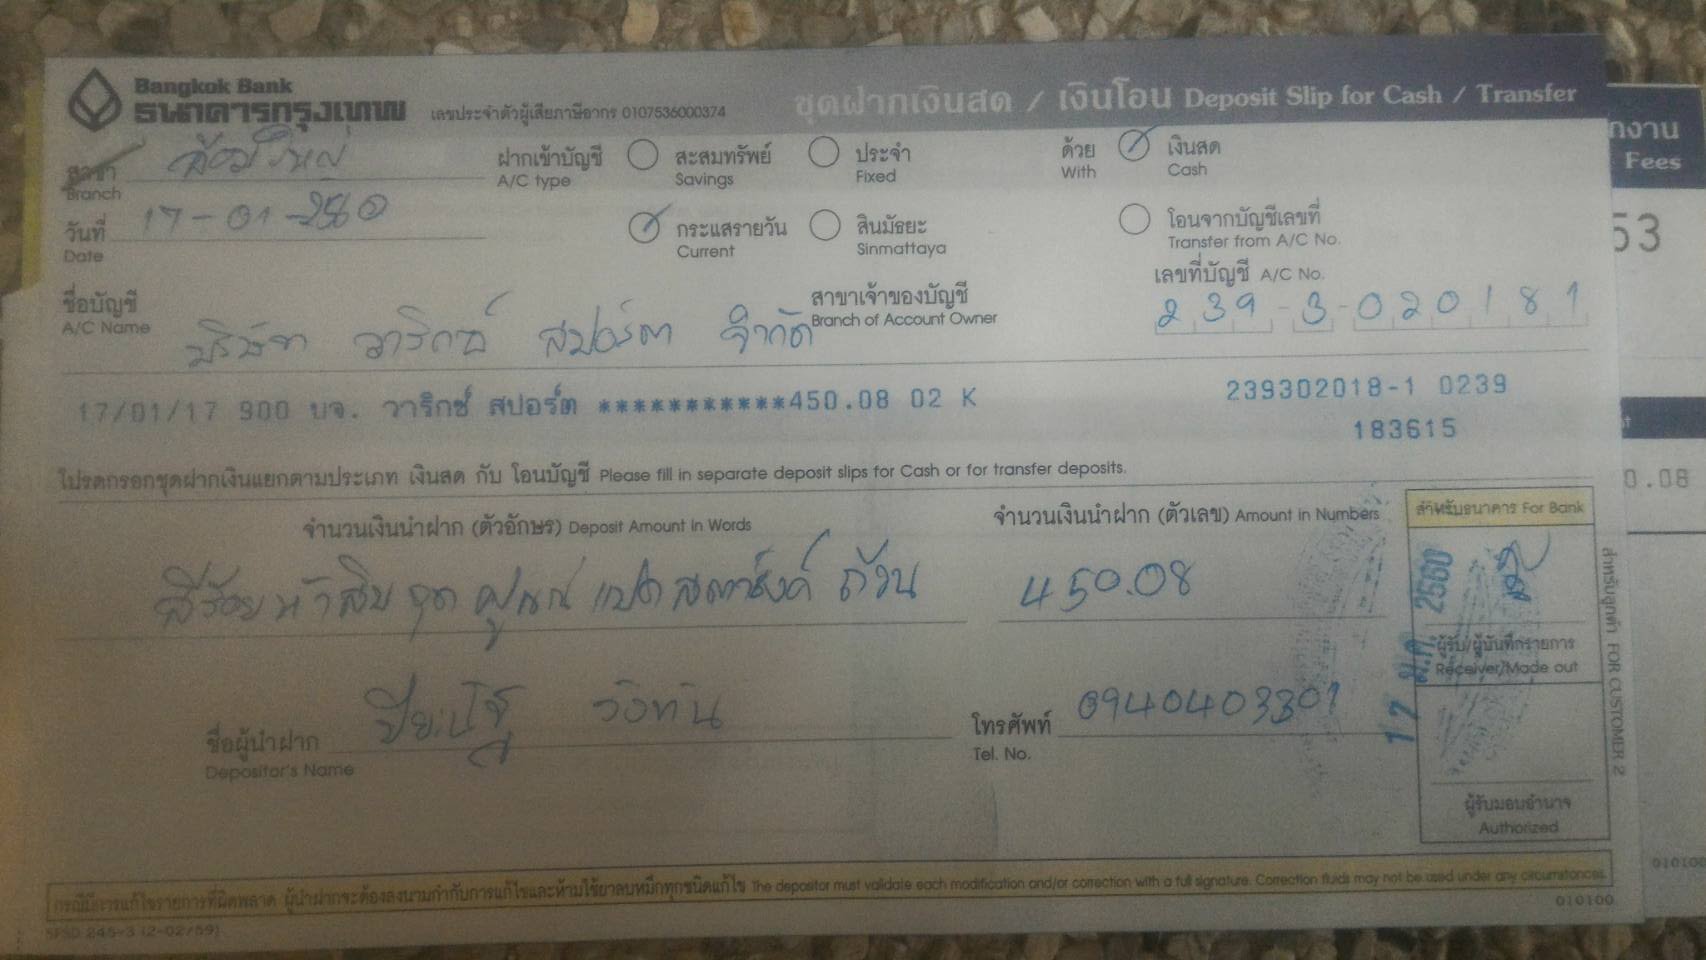 Bangkok Bank
ธนาคารกรุงเทพ เลขประจำตัวผู้เสียภาษีอากร 0107536000374 ชุดฝากเงินสด / เงินโอน Deposit Slip for Cash / Transfer
สาขา อ้อมใหญ่ ฝากเข้าบัญชี สะสมทรัพย์ ประจำ ด้วย เงินสด
Branch A/C type Savings Fixed With Cash
วันที่ 17-01-2560 กระแสรายวัน สินมัธยะ โอนจากบัญชีเลขที่
Date Current Sinmattaya Transfer from A/C No.
ชื่อบัญชี สาขาเจ้าของบัญชี เลขที่บัญชี A/C No.
A/C Name บริษัท วาริกซ์ สปอร์ต จำกัด Branch of Account Owner 239-3-020181
17/01/17 900 บจ. วาริกซ์ สปอร์ต ***********450.08 02 K 239302018-1 0239
183615
โปรดกรอกชุดฝากเงินแยกตามประเภท เงินสด กับ โอนบัญชี Please fill in separate deposit slips for Cash or for transfer deposits.
จำนวนเงินนำฝาก (ตัวอักษร) Deposit Amount in Words จำนวนเงินนำฝาก (ตัวเลข) Amount in Numbers สำหรับธนาคาร For Bank
สี่ร้อยห้าสิบ จุด ศูนย์ แปด สตางค์ ถ้วน 450.08
17 ม.ค. 2560
ผู้รับ/ผู้บันทึกรายการ
Receiver/Made out
ชื่อผู้นำฝาก โทรศัพท์ 0940403301
Depositor's Name Tel. No.
ผู้รับมอบอำนาจ
Authorized
สำหรับลูกค้า FOR CUSTOMER 2
กรณีมีการแก้ไขรายการที่ผิดพลาด ผู้นำฝากจะต้องลงนามกำกับการแก้ไขและห้ามใช้ยาลบหมึกทุกชนิดแก้ไข The depositor must validate each modification and/or correction with a full signature. Correction fluids may not be used under any circumstances.
010100
SFSD 245-3 (2-02/59)
งาน
Fees
53
0.08
010100